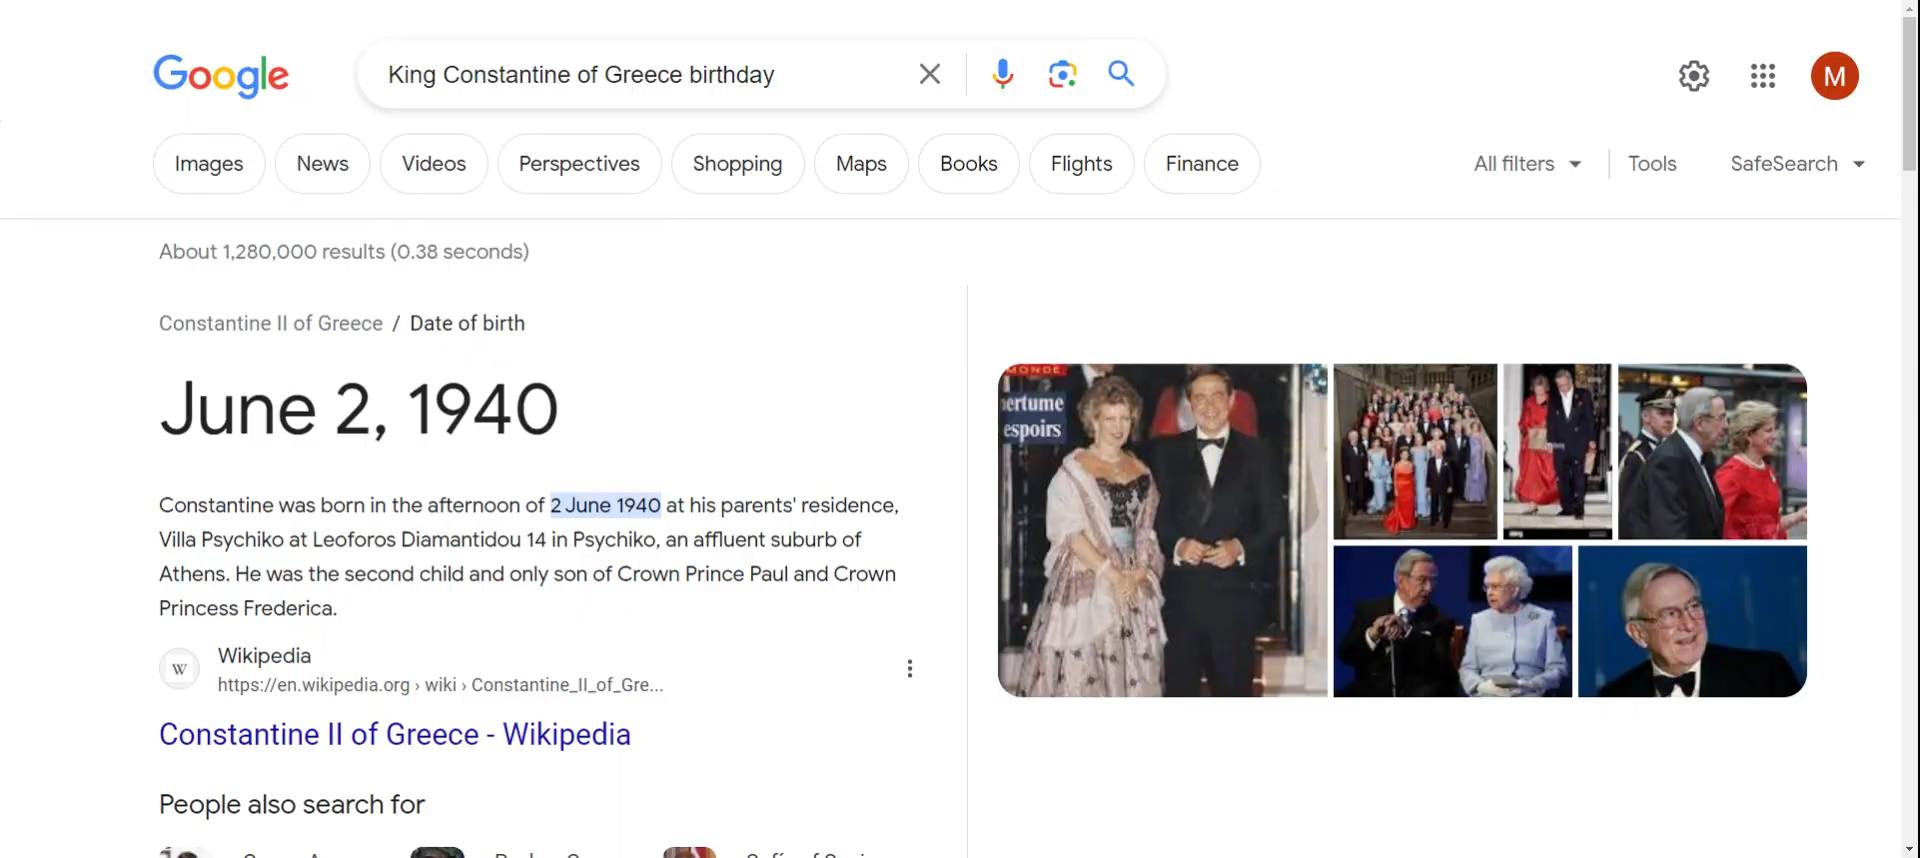 Google
King Constantine of Greece birthday
M
Images
News
Videos
Perspectives
Shopping
Maps
Books
Flights
Finance
All filters
Tools
SafeSearch
About 1,280,000 results (0.38 seconds)
Constantine II of Greece / Date of birth
June 2, 1940
Constantine was born in the afternoon of 2 June 1940 at his parents' residence,
Villa Psychiko at Leoforos Diamantidou 14 in Psychiko, an affluent suburb of
Athens. He was the second child and only son of Crown Prince Paul and Crown
Princess Frederica.
W
Wikipedia
https://en.wikipedia.org › wiki › Constantine_II_of_Gre...
Constantine II of Greece - Wikipedia
People also search for
MONDE
espoirs